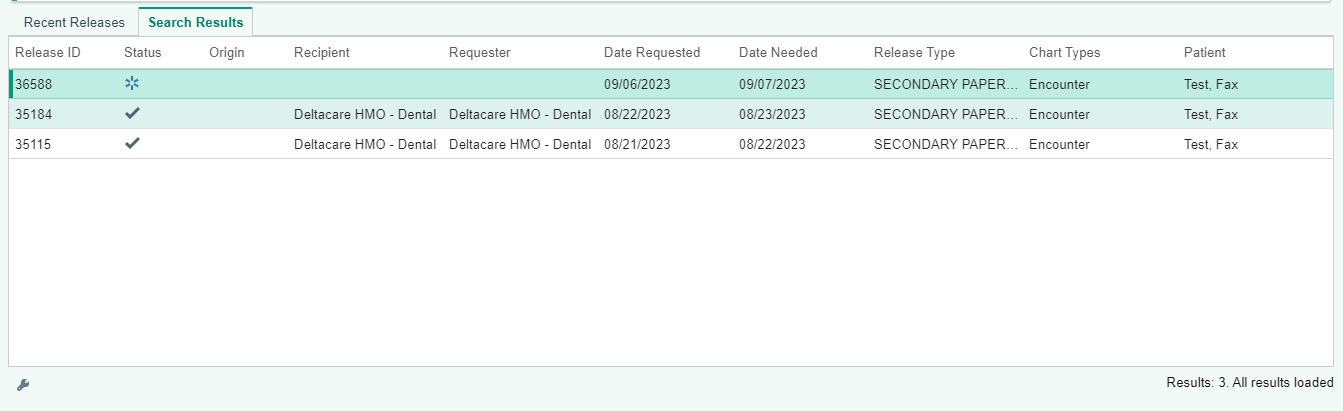 Recent Releases Search Results
Release ID Status Origin Recipient Requester Date Requested Date Needed Release Type Chart Types Patient
36588 09/06/2023 09/07/2023 SECONDARY PAPER... Encounter Test, Fax
35184 Deltacare HMO - Dental Deltacare HMO - Dental 08/22/2023 08/23/2023 SECONDARY PAPER... Encounter Test, Fax
35115 Deltacare HMO - Dental Deltacare HMO - Dental 08/21/2023 08/22/2023 SECONDARY PAPER... Encounter Test, Fax
Results: 3. All results loaded